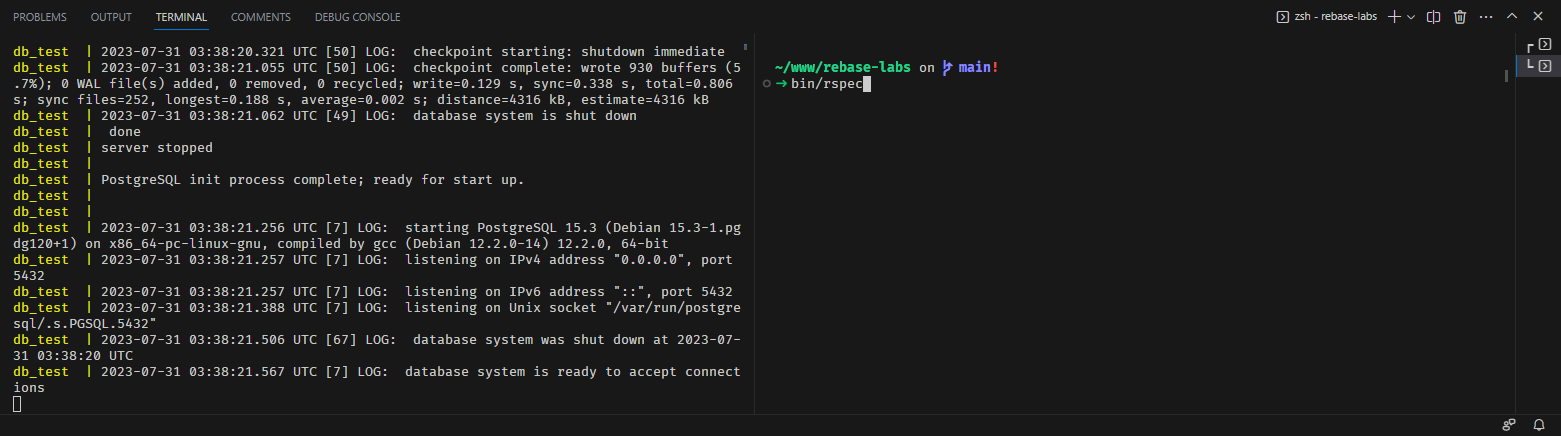 PROBLEMS OUTPUT TERMINAL COMMENTS DEBUG CONSOLE
zsh - rebase-labs
db_test | 2023-07-31 03:38:20.321 UTC [50] LOG: checkpoint starting: shutdown immediate
db_test | 2023-07-31 03:38:21.055 UTC [50] LOG: checkpoint complete: wrote 930 buffers (5
.7%); 0 WAL file(s) added, 0 removed, 0 recycled; write=0.129 s, sync=0.338 s, total=0.806
s; sync files=252, longest=0.188 s, average=0.002 s; distance=4316 kB, estimate=4316 kB
db_test | 2023-07-31 03:38:21.062 UTC [49] LOG: database system is shut down
db_test | done
db_test | server stopped
db_test |
db_test | PostgreSQL init process complete; ready for start up.
db_test |
db_test |
db_test | 2023-07-31 03:38:21.256 UTC [7] LOG: starting PostgreSQL 15.3 (Debian 15.3-1.pg
dg120+1) on x86_64-pc-linux-gnu, compiled by gcc (Debian 12.2.0-14) 12.2.0, 64-bit
db_test | 2023-07-31 03:38:21.257 UTC [7] LOG: listening on IPv4 address "0.0.0.0", port
5432
db_test | 2023-07-31 03:38:21.257 UTC [7] LOG: listening on IPv6 address "::", port 5432
db_test | 2023-07-31 03:38:21.388 UTC [7] LOG: listening on Unix socket "/var/run/postgre
sql/.s.PGSQL.5432"
db_test | 2023-07-31 03:38:21.506 UTC [67] LOG: database system was shut down at 2023-07-
31 03:38:20 UTC
db_test | 2023-07-31 03:38:21.567 UTC [7] LOG: database system is ready to accept connect
ions
~/www/rebase-labs on main!
→ bin/rspec